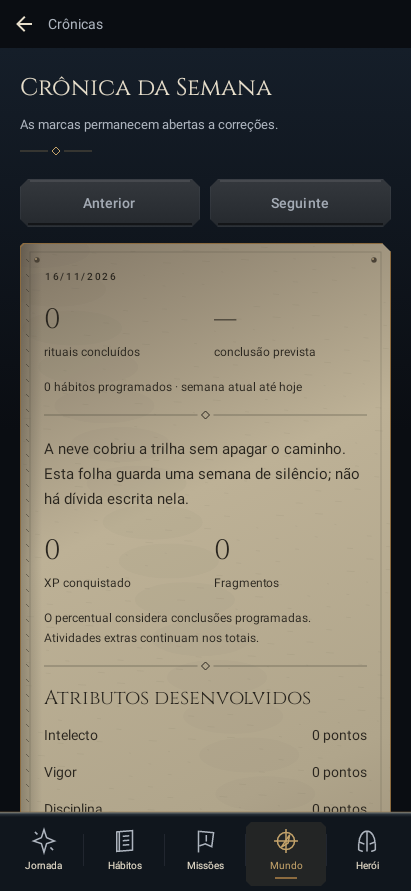 Crônicas
Crônica da Semana
As marcas permanecem abertas a correções.
Anterior
Seguinte
16/11/2026
0
—
rituais concluídos
conclusão prevista
0 hábitos programados · semana atual até hoje
A neve cobriu a trilha sem apagar o caminho.
Esta folha guarda uma semana de silêncio; não
há dívida escrita nela.
0
0
XP conquistado
Fragmentos
O percentual considera conclusões programadas.
Atividades extras continuam nos totais.
Atributos desenvolvidos
Intelecto 0 pontos
Vigor 0 pontos
Disciplina 0 pontos
Jornada
Hábitos
Missões
Mundo
Herói